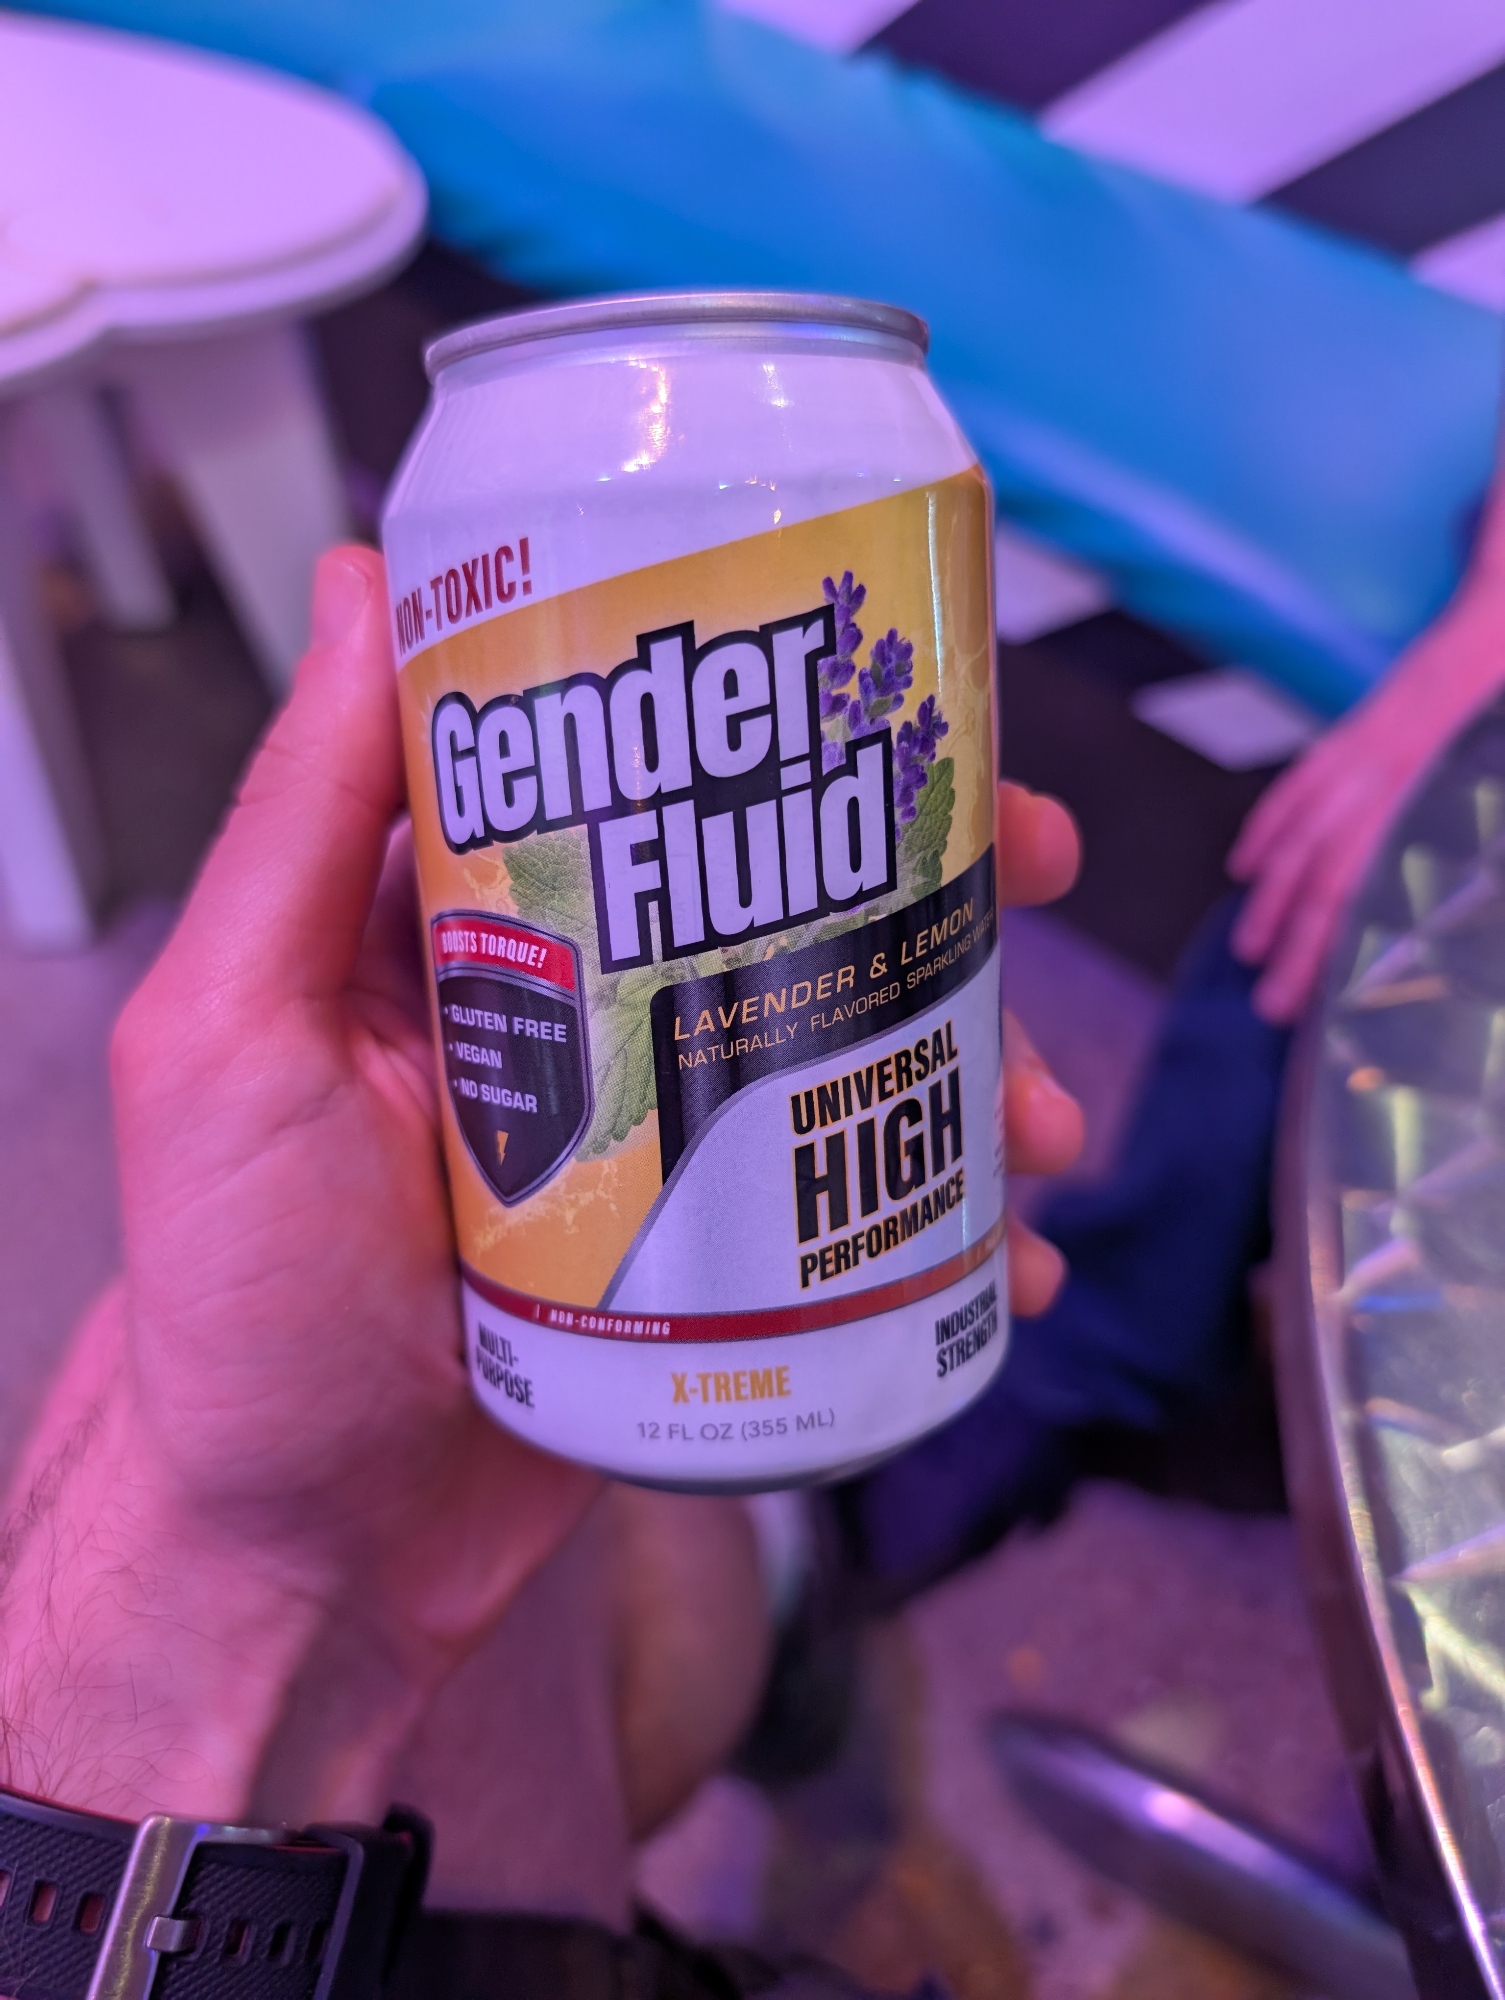 NON-TOXIC!
Gender
Fluid
BOOSTS TORQUE!
• GLUTEN FREE
• VEGAN
• NO SUGAR
LAVENDER & LEMON
NATURALLY FLAVORED SPARKLING WATER
UNIVERSAL
HIGH
PERFORMANCE
NON-CONFORMING
MULTI-
PURPOSE
X-TREME
INDUSTRIAL
STRENGTH
12 FL OZ (355 ML)